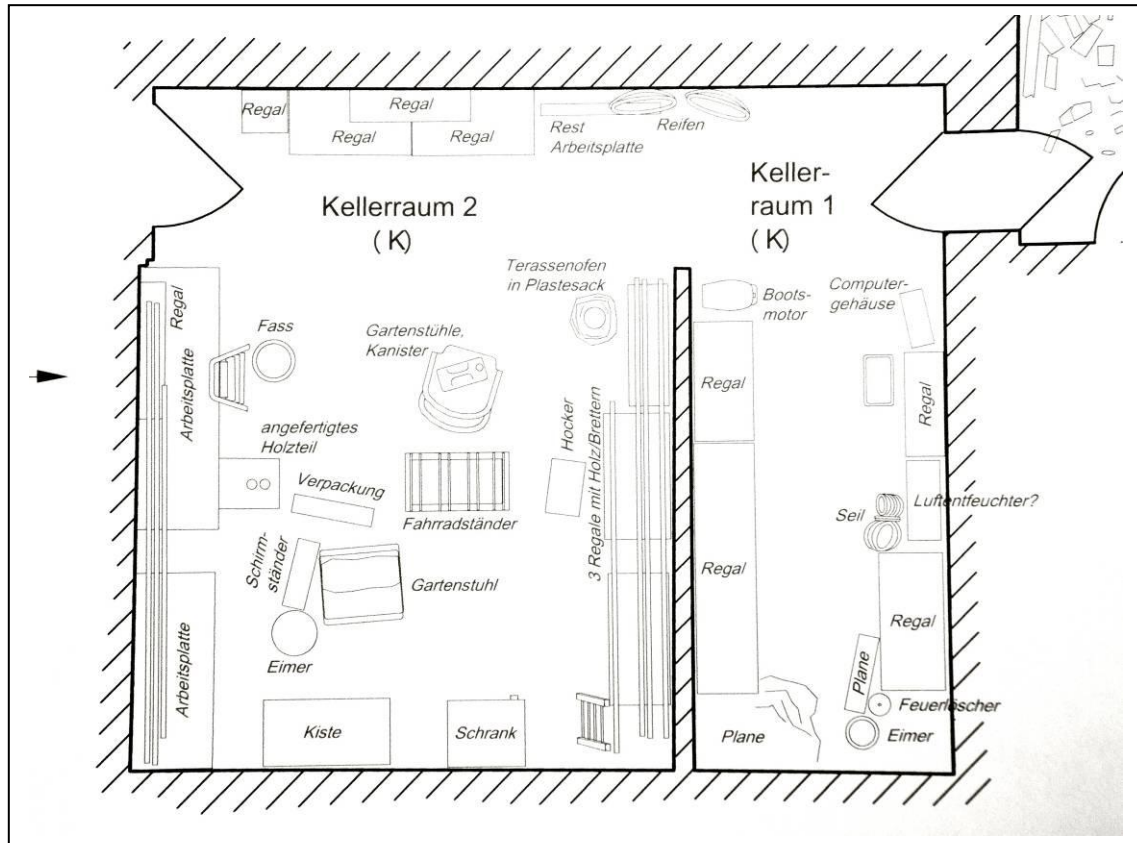 Regal
Regal
Regal
Regal
Rest
Arbeitsplatte
Reifen
Kellerraum 2
(K)
Keller-
raum 1
(K)
Terassenofen
in Plastesack
Boots-
motor
Computer-
gehäuse
Regal
Arbeitsplatte
Fass
Gartenstühle,
Kanister
Regal
Regal
angefertigtes
Holzteil
Verpackung
Hocker
3 Regale mit Holz/Brettern
Fahrradständer
Luftentfeuchter?
Seil
Schirm-
ständer
Gartenstuhl
Regal
Regal
Eimer
Arbeitsplatte
Plane
Feuerlöscher
Kiste
Schrank
Plane
Eimer